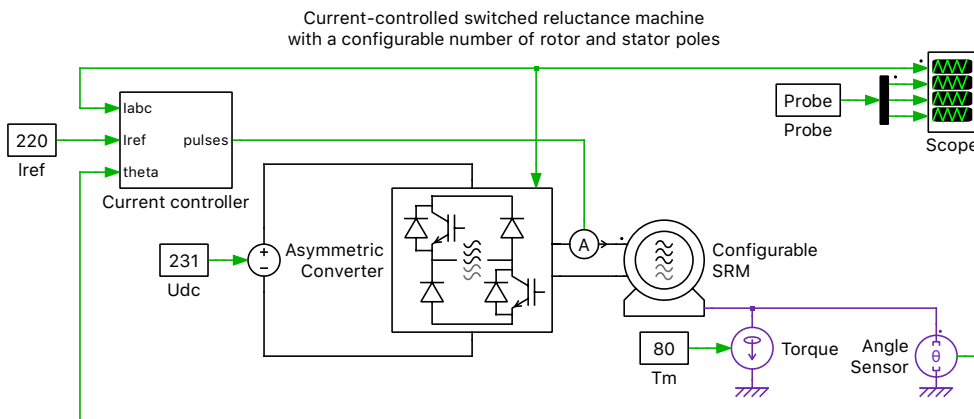 Current-controlled switched reluctance machine
with a configurable number of rotor and stator poles
Iabc
Iref
theta
pulses
Current controller
220
Iref
231
Udc
Asymmetric
Converter
A
Configurable
SRM
80
Tm
Torque
Angle
Sensor
θ
Probe
Probe
Scope